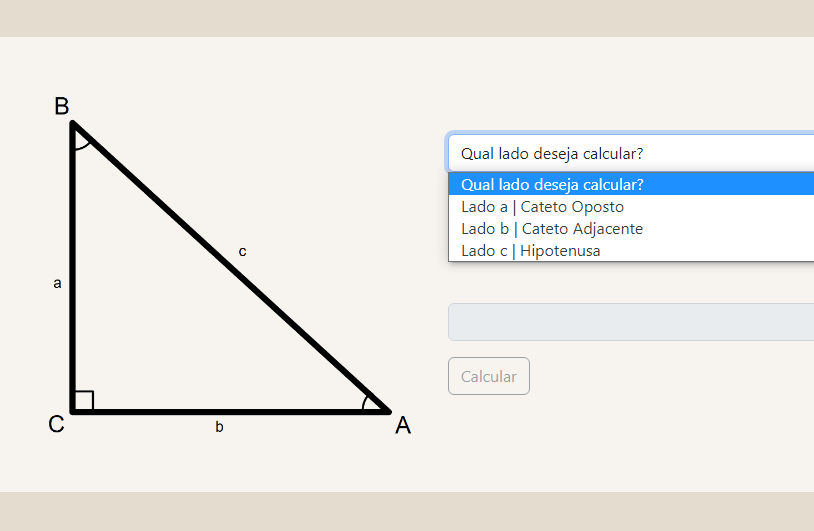 B
a
c
C
b
A
Qual lado deseja calcular?
Qual lado deseja calcular?
Lado a | Cateto Oposto
Lado b | Cateto Adjacente
Lado c | Hipotenusa
Calcular